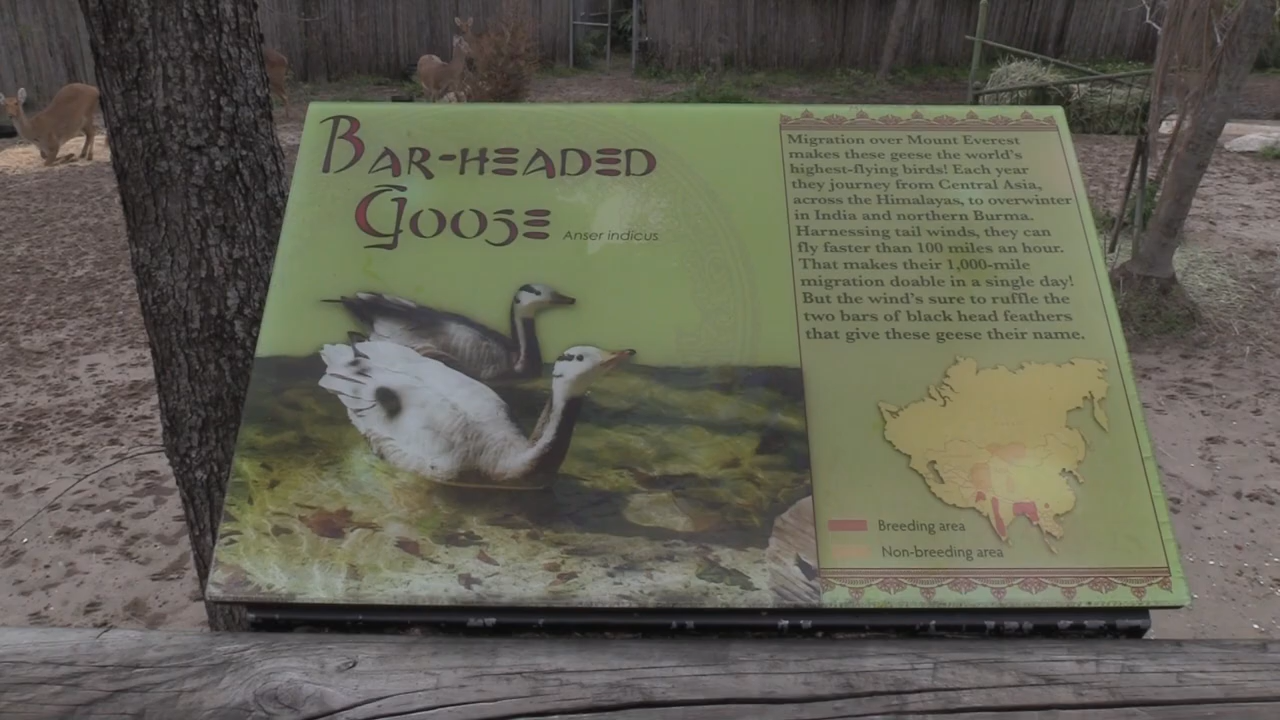 BAR-HEADED
GOOSE Anser indicus
Migration over Mount Everest
makes these geese the world's
highest-flying birds! Each year
they journey from Central Asia,
across the Himalayas, to overwinter
in India and northern Burma.
Harnessing tail winds, they can
fly faster than 100 miles an hour.
That makes their 1,000-mile
migration doable in a single day!
But the wind's sure to ruffle the
two bars of black head feathers
that give these geese their name.
Breeding area
Non-breeding area